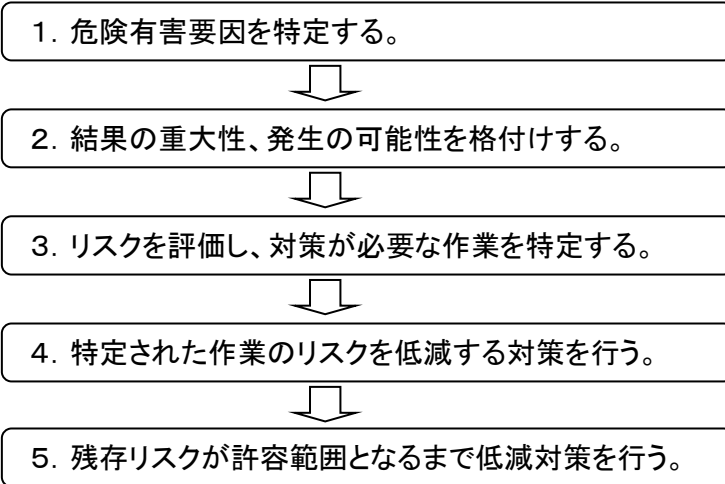 １．危険有害要因を特定する。
２．結果の重大性、発生の可能性を格付けする。
３．リスクを評価し、対策が必要な作業を特定する。
４．特定された作業のリスクを低減する対策を行う。
５．残存リスクが許容範囲となるまで低減対策を行う。